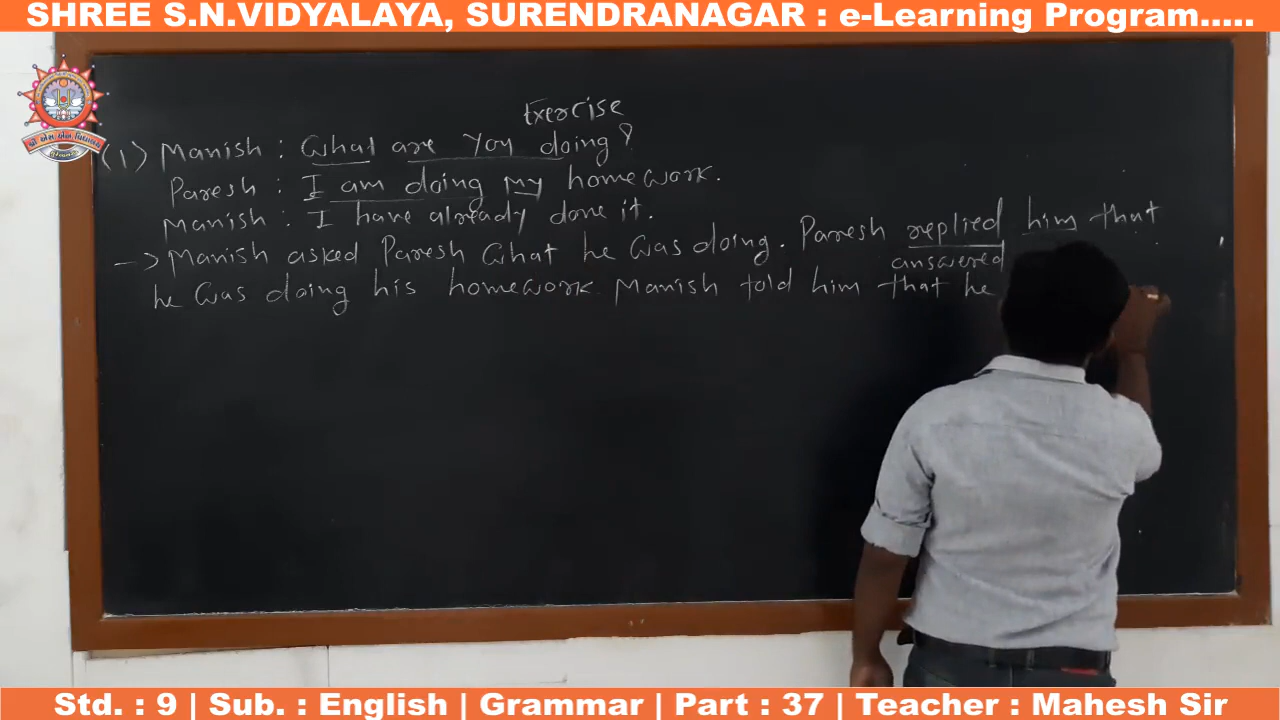 SHREE S.N.VIDYALAYA, SURENDRANAGAR : e-Learning Program.....
Exercise
(1) Manish : What are you doing?
Paresh : I am doing my homework.
Manish : I have already done it.
-> Manish asked Paresh what he was doing. Paresh replied him that
answered
he was doing his homework. Manish told him that he
Std. : 9 | Sub. : English | Grammar | Part : 37 | Teacher : Mahesh Sir